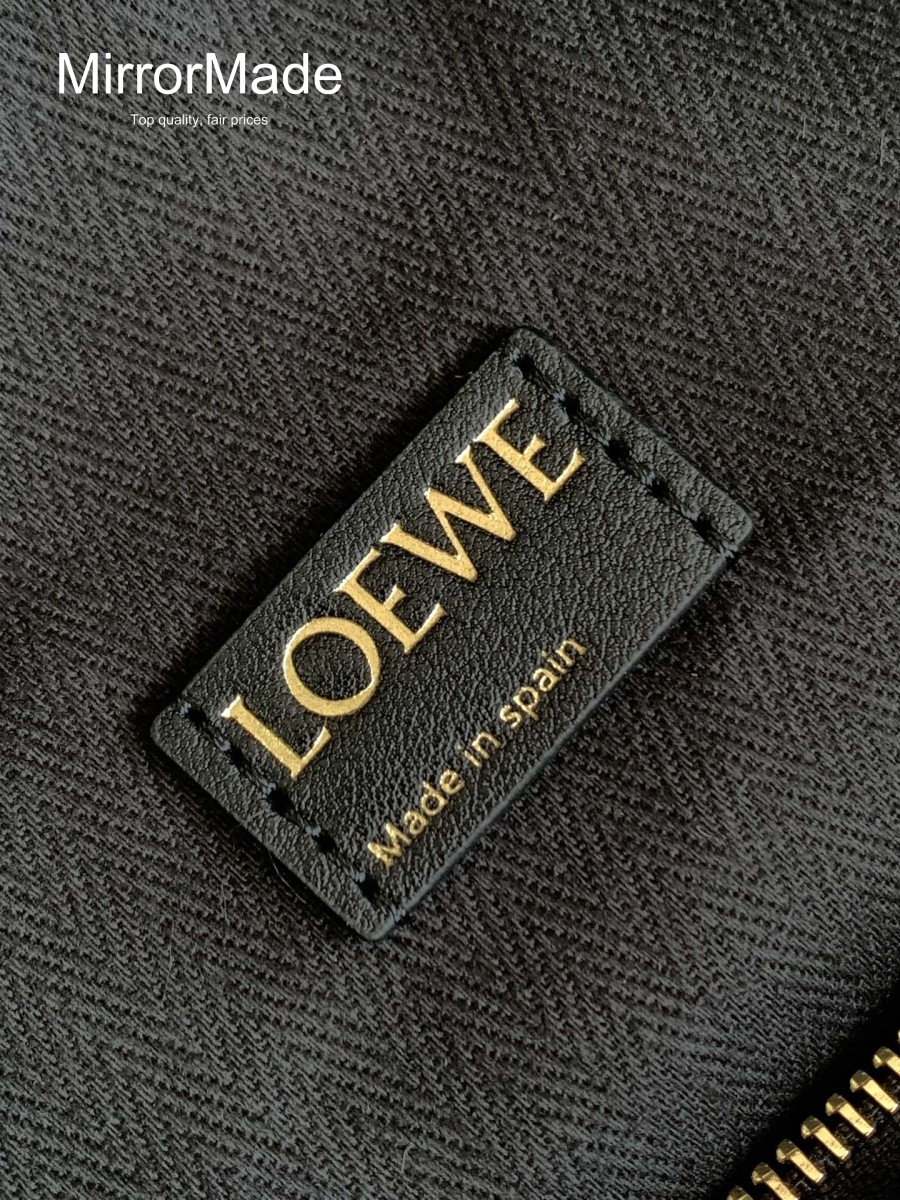 MirrorMade
Top quality, fair prices
LOEWE
Made in spain